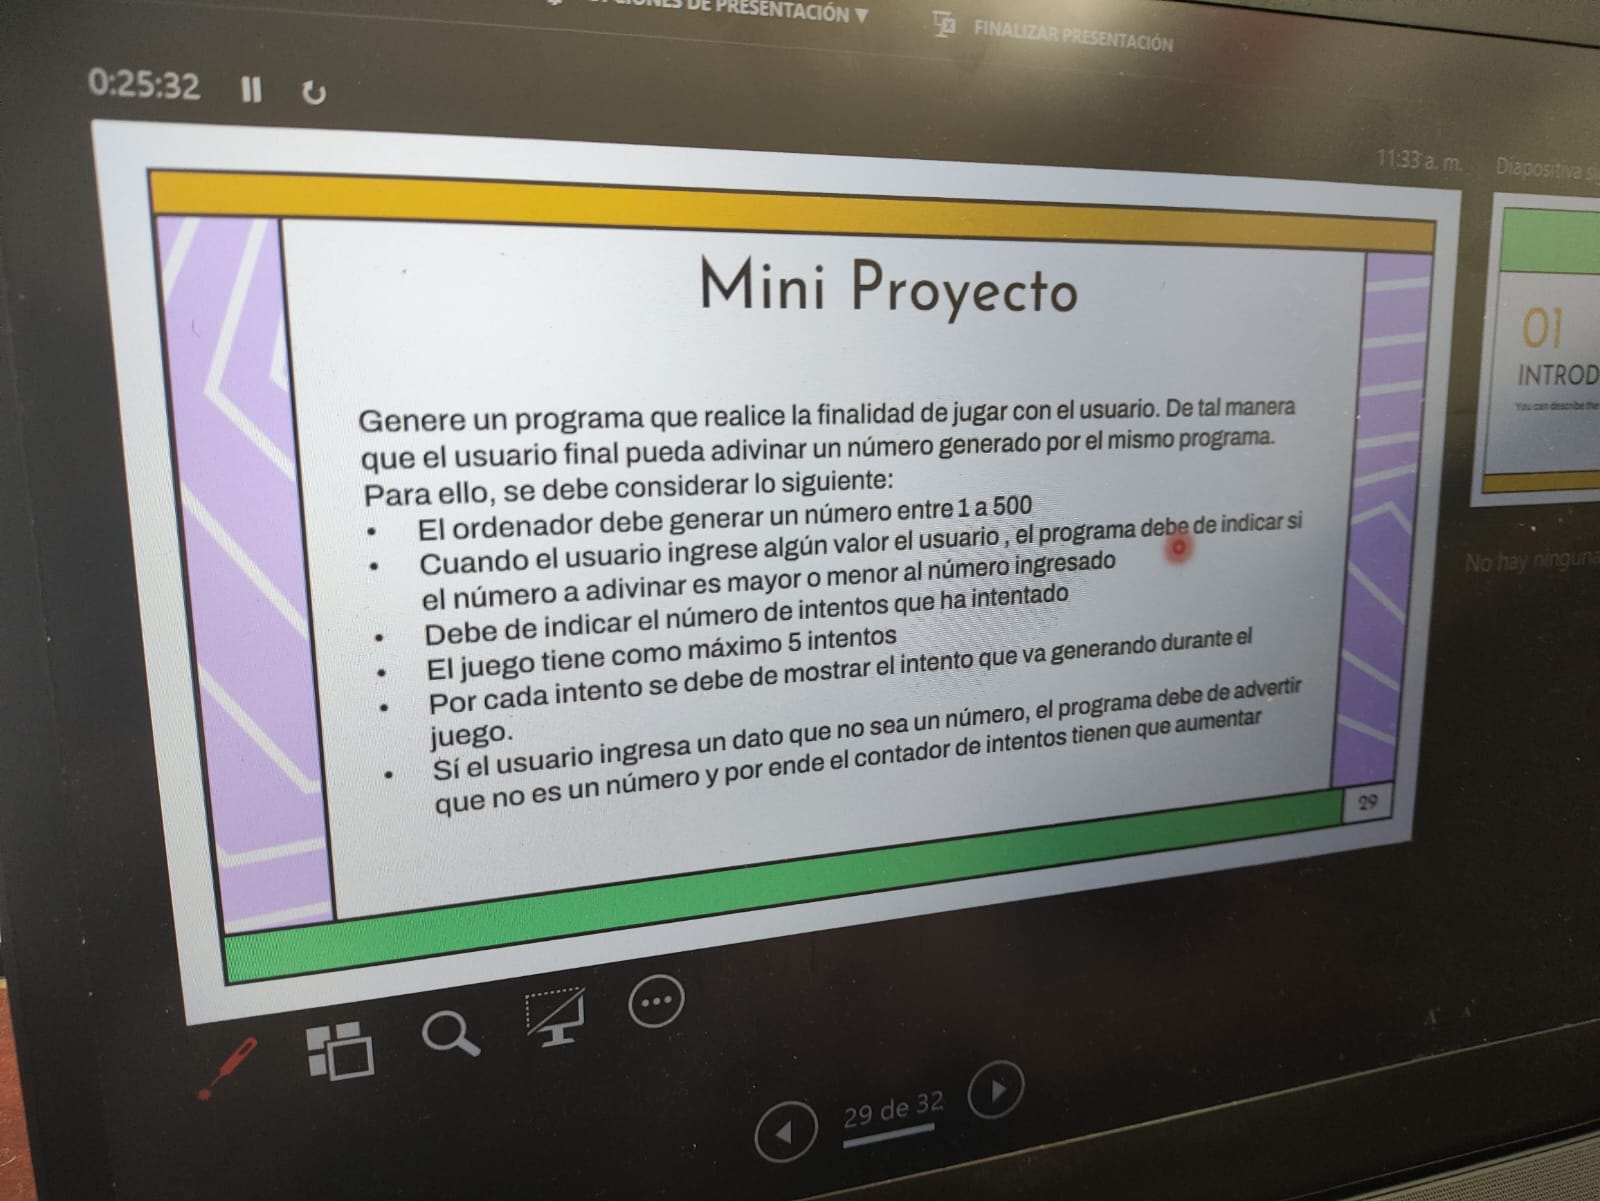 OPCIONES DE PRESENTACIÓN ▼
FINALIZAR PRESENTACIÓN
0:25:32
11:33 a. m.
Diapositiva
Mini Proyecto
Genere un programa que realice la finalidad de jugar con el usuario. De tal manera
que el usuario final pueda adivinar un número generado por el mismo programa.
Para ello, se debe considerar lo siguiente:
• El ordenador debe generar un número entre 1 a 500
• Cuando el usuario ingrese algún valor el usuario , el programa debe de indicar si
el número a adivinar es mayor o menor al número ingresado
• Debe de indicar el número de intentos que ha intentado
• El juego tiene como máximo 5 intentos
• Por cada intento se debe de mostrar el intento que va generando durante el
juego.
• Sí el usuario ingresa un dato que no sea un número, el programa debe de advertir
que no es un número y por ende el contador de intentos tienen que aumentar
29
01
INTROD
You can describe the
No hay ninguna
29 de 32